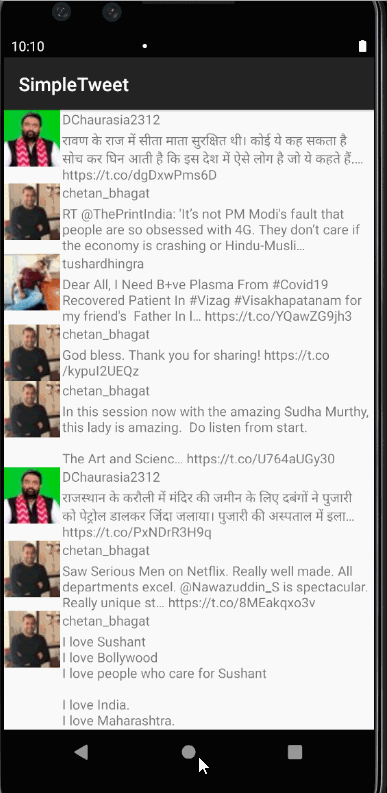 10:10
SimpleTweet
DChaurasia2312
रावण के राज में सीता माता सुरक्षित थी। कोई ये कह सकता है
सोच कर घिन आती है कि इस देश में ऐसे लोग है जो ये कहते हैं....
https://t.co/dgDxwPms6D
chetan_bhagat
RT @ThePrintIndia: 'It's not PM Modi's fault that
people are so obsessed with 4G. They don't care if
the economy is crashing or Hindu-Musli...
tushardhingra
Dear All, I Need B+ve Plasma From #Covid19
Recovered Patient In #Vizag #Visakhapatanam for
my friend's Father In l... https://t.co/YQawZG9jh3
chetan_bhagat
God bless. Thank you for sharing! https://t.co
/kypuI2UEQz
chetan_bhagat
In this session now with the amazing Sudha Murthy,
this lady is amazing. Do listen from start.
The Art and Scienc... https://t.co/U764aUGy30
DChaurasia2312
राजस्थान के करौली में मंदिर की जमीन के लिए दबंगों ने पुजारी
को पेट्रोल डालकर जिंदा जलाया। पुजारी की अस्पताल में इला...
https://t.co/PxNDrR3H9q
chetan_bhagat
Saw Serious Men on Netflix. Really well made. All
departments excel. @Nawazuddin_S is spectacular.
Really unique st... https://t.co/8MEakqxo3v
chetan_bhagat
I love Sushant
I love Bollywood
I love people who care for Sushant
I love India.
I love Maharashtra.